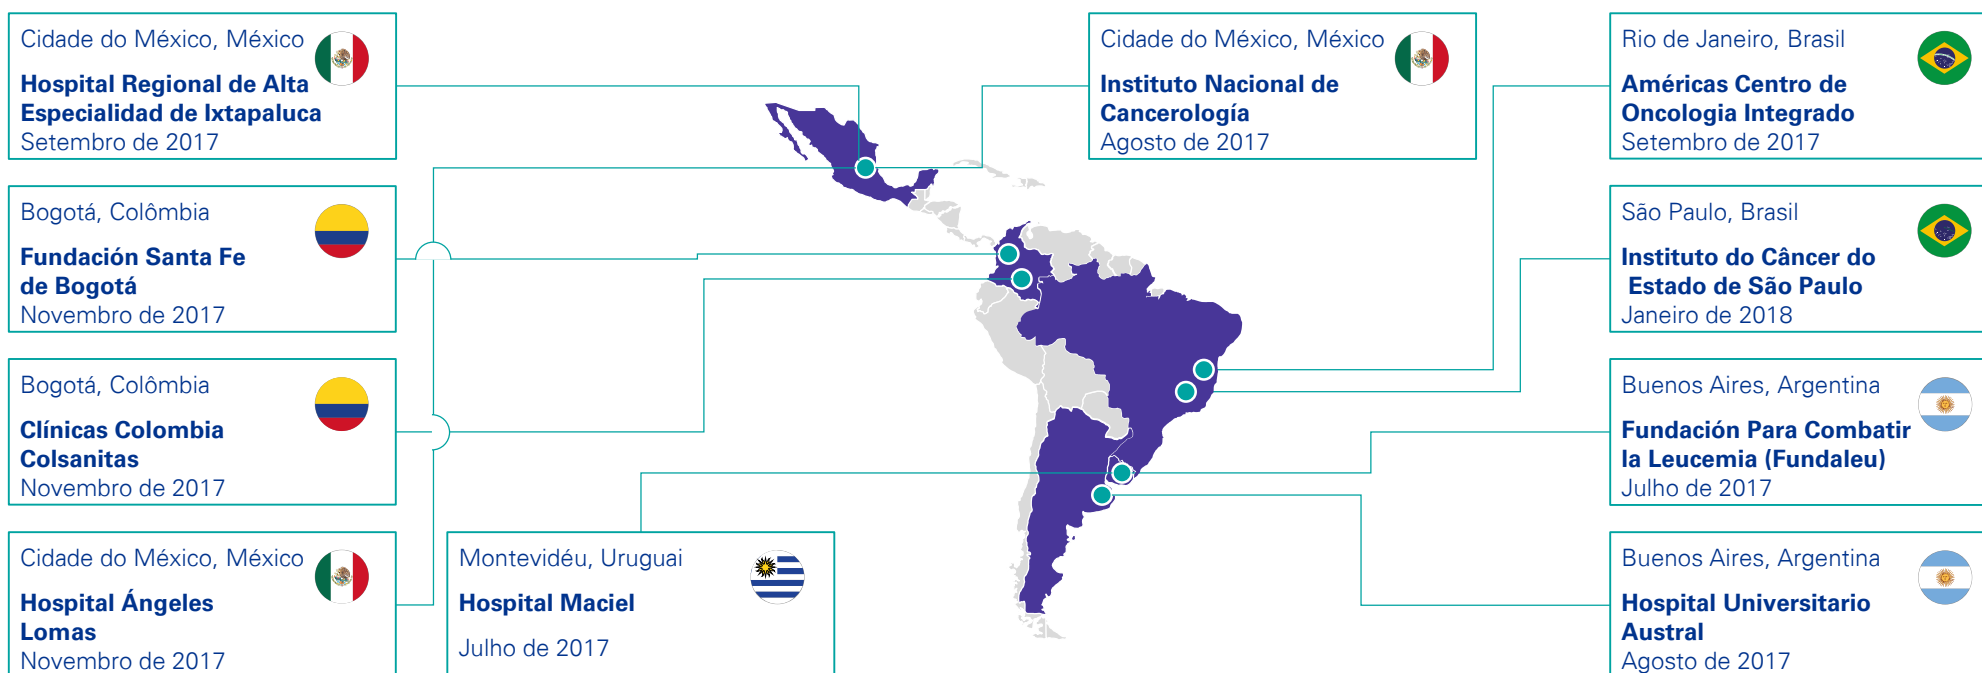 Cidade do México, México
Hospital Regional de Alta
Especialidad de Ixtapaluca
Setembro de 2017
Bogotá, Colômbia
Fundación Santa Fe
de Bogotá
Novembro de 2017
Bogotá, Colômbia
Clínicas Colombia
Colsanitas
Novembro de 2017
Cidade do México, México
Hospital Ángeles
Lomas
Novembro de 2017
Montevidéu, Uruguai
Hospital Maciel
Julho de 2017
Cidade do México, México
Instituto Nacional de
Cancerología
Agosto de 2017
Rio de Janeiro, Brasil
Américas Centro de
Oncologia Integrado
Setembro de 2017
São Paulo, Brasil
Instituto do Câncer do
Estado de São Paulo
Janeiro de 2018
Buenos Aires, Argentina
Fundación Para Combatir
la Leucemia (Fundaleu)
Julho de 2017
Buenos Aires, Argentina
Hospital Universitario
Austral
Agosto de 2017